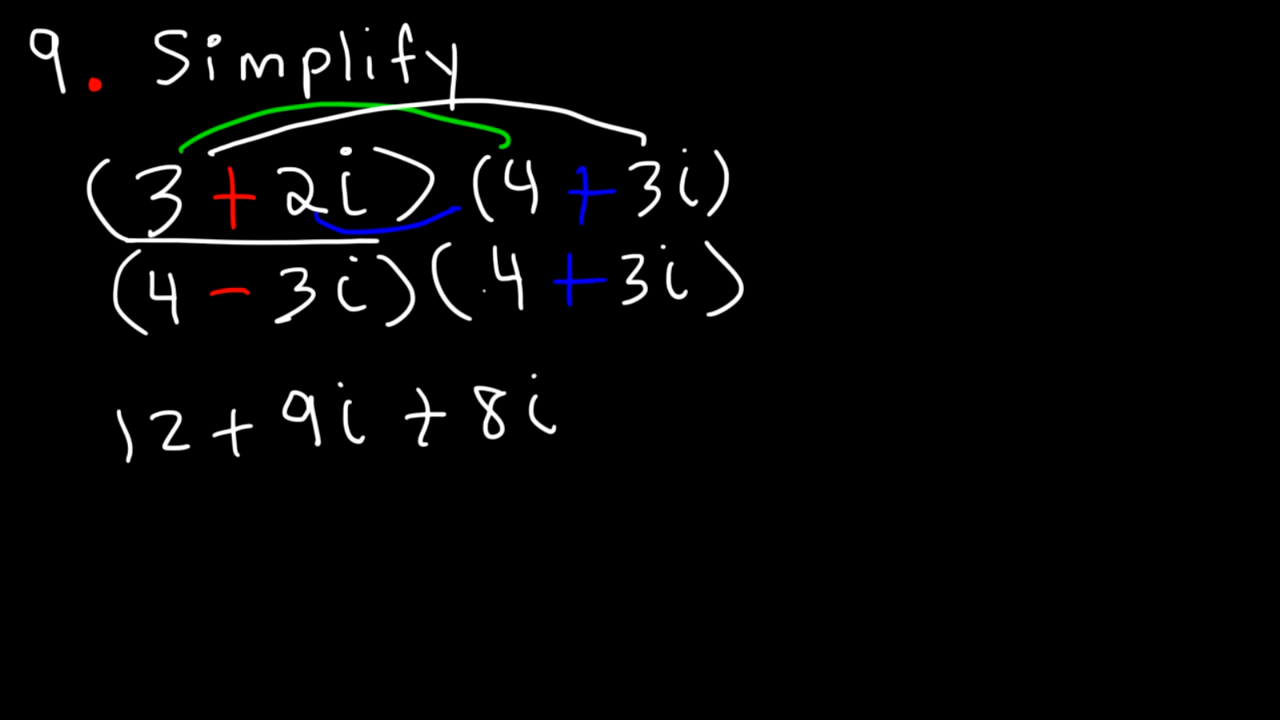 9. Simplify
(3 + 2i) (4 + 3i)
(4 - 3i) (4 + 3i)
12 + 9i + 8i